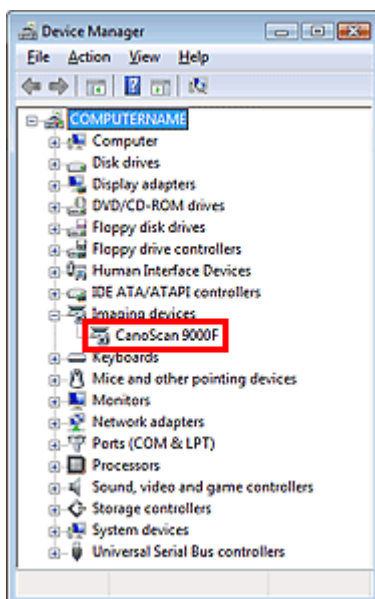 Device Manager
File Action View Help
COMPUTERNAME
Computer
Disk drives
Display adapters
DVD/CD-ROM drives
Floppy disk drives
Floppy drive controllers
Human Interface Devices
IDE ATA/ATAPI controllers
Imaging devices
CanoScan 9000F
Keyboards
Mice and other pointing devices
Monitors
Network adapters
Ports (COM & LPT)
Processors
Sound, video and game controllers
Storage controllers
System devices
Universal Serial Bus controllers